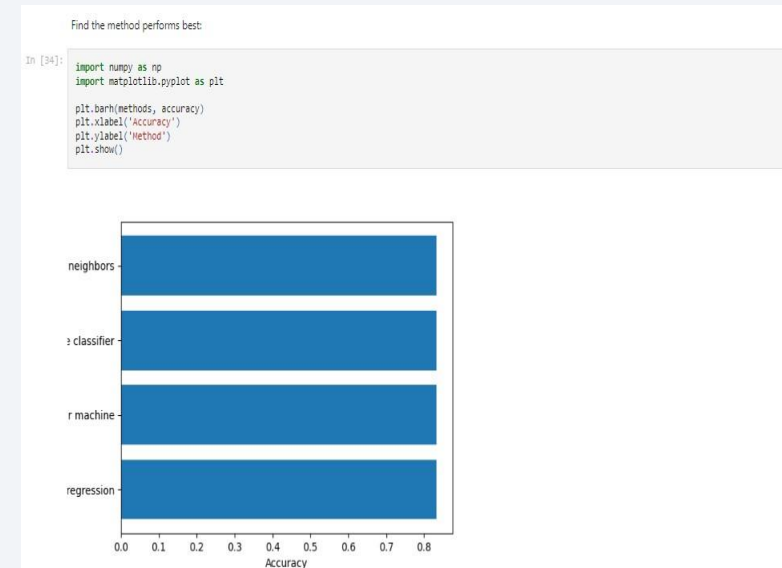 Find the method performs best:
In [34]:
import numpy as np
import matplotlib.pyplot as plt
plt.barh(methods, accuracy)
plt.xlabel('Accuracy')
plt.ylabel('Method')
plt.show()
neighbors
classifier
r machine
regression
0.0 0.1 0.2 0.3 0.4 0.5 0.6 0.7 0.8
Accuracy